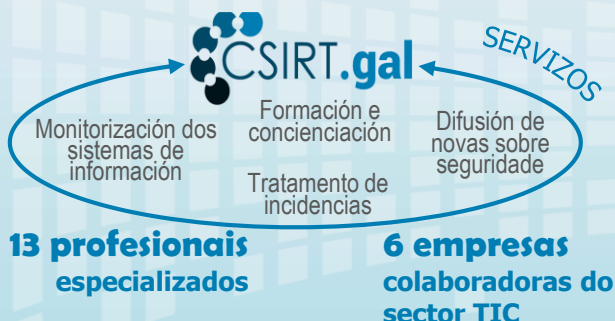 CSIRT.gal
SERVIZOS
Monitorización dos
sistemas de
información
Formación e
concienciación
Tratamento de
incidencias
Difusión de
novas sobre
seguridade
13 profesionais
especializados
6 empresas
colaboradoras do
sector TIC